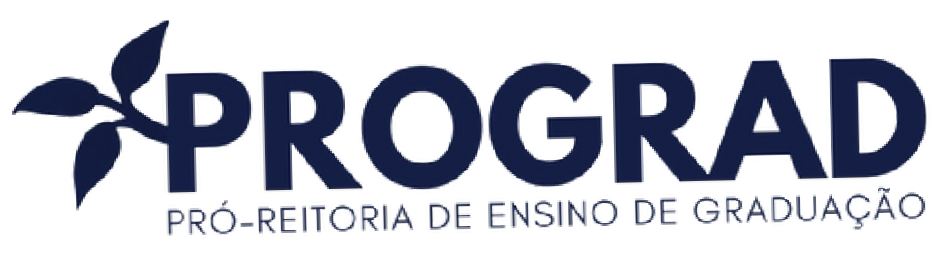 PROGRAD
PRÓ-REITORIA DE ENSINO DE GRADUAÇÃO